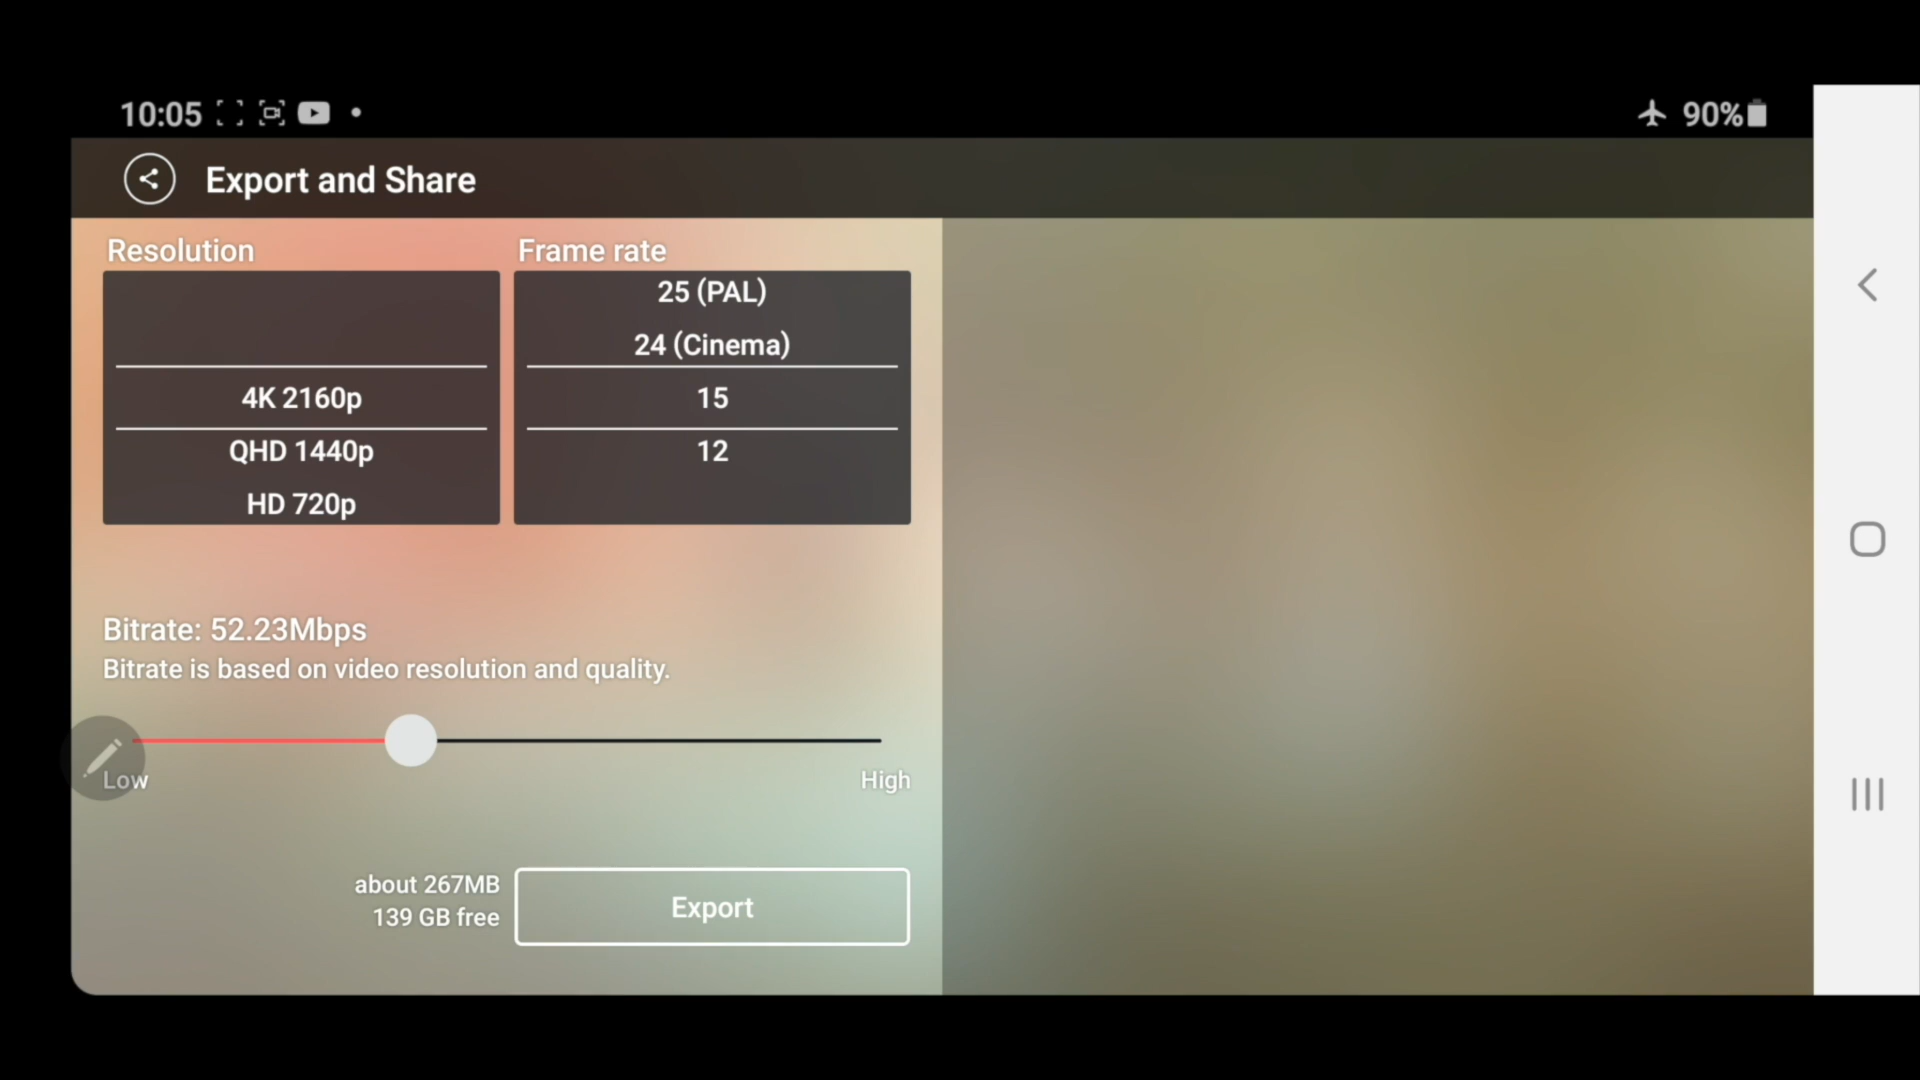 10:05
90%
Export and Share
Resolution
Frame rate
4K 2160p
QHD 1440p
HD 720p
25 (PAL)
24 (Cinema)
15
12
Bitrate: 52.23Mbps
Bitrate is based on video resolution and quality.
Low
High
about 267MB
139 GB free
Export